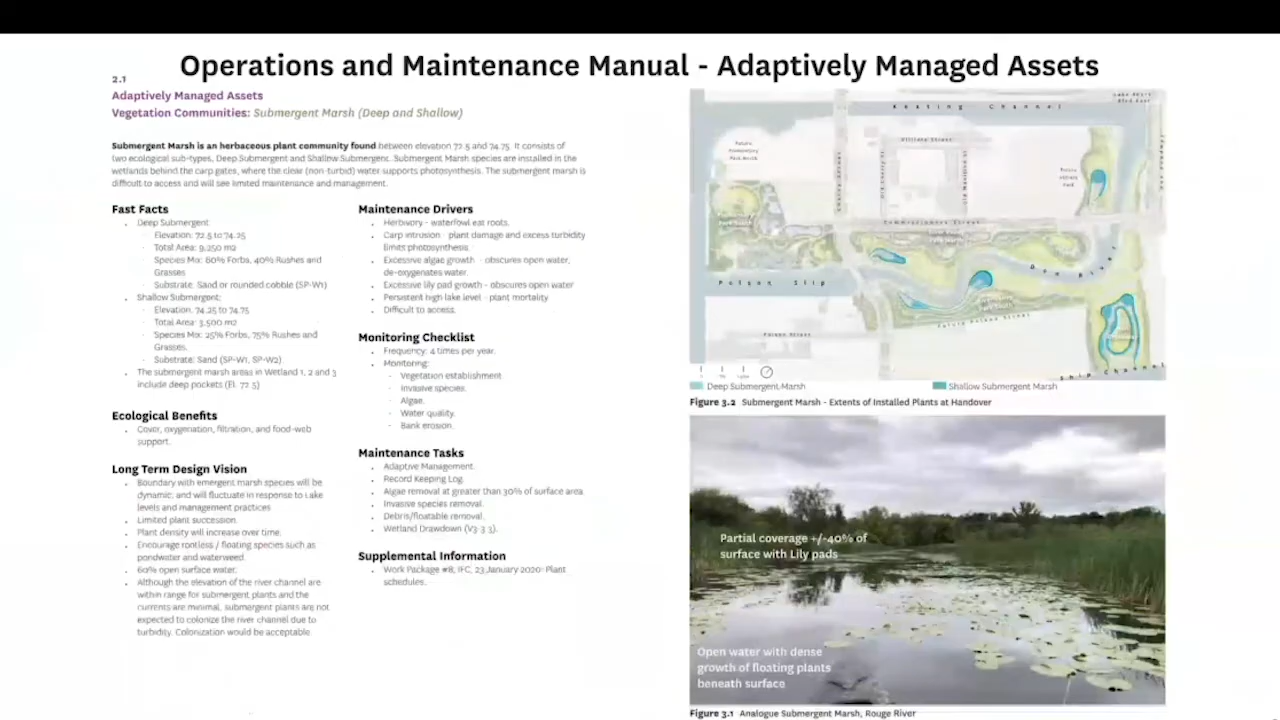 Operations and Maintenance Manual - Adaptively Managed Assets
2.1
Adaptively Managed Assets
Vegetation Communities: Submergent Marsh (Deep and Shallow)
Submergent Marsh is an herbaceous plant community found between elevation 72.5 and 74.75. It consists of
two ecological sub-types, Deep Submergent and Shallow Submergent. Submergent Marsh species are installed in the
wetlands behind the carp gates, where the clear (non-turbid) water supports photosynthesis. The submergent marsh is
difficult to access and will see limited maintenance and management.
Fast Facts
• Deep Submergent
· Elevation: 72.5 to 74.25
· Total Area: 9,250 m2
· Species Mix: 60% Forbs, 40% Rushes and
Grasses
· Substrate: Sand or rounded cobble (SP-W1)
• Shallow Submergent:
· Elevation: 74.25 to 74.75
· Total Area: 3,500 m2
· Species Mix: 25% Forbs, 75% Rushes and
Grasses.
· Substrate: Sand (SP-W1, SP-W2)
• The submergent marsh areas in Wetland 1, 2 and 3
include deep pockets (El. 72.5)
Ecological Benefits
• Cover, oxygenation, filtration, and food-web
support.
Long Term Design Vision
• Boundary with emergent marsh species will be
dynamic, and will fluctuate in response to Lake
levels and management practices
• Limited plant succession.
• Plant density will increase over time.
• Encourage rootless / floating species such as
pondwater and waterweed.
• 60% open surface water.
• Although the elevation of the river channel are
within range for submergent plants and the
currents are minimal, submergent plants are not
expected to colonize the river channel due to
turbidity. Colonization would be acceptable.
Maintenance Drivers
• Herbivory - waterfowl eat roots.
• Carp intrusion - plant damage and excess turbidity
limits photosynthesis.
• Excessive algae growth - obscures open water,
de-oxygenates water.
• Excessive lily pad growth - obscures open water
• Persistent high lake level - plant mortality
• Difficult to access.
Monitoring Checklist
• Frequency: 4 times per year.
• Monitoring:
· Vegetation establishment
· Invasive species.
· Algae.
· Water quality.
· Bank erosion.
Maintenance Tasks
• Adaptive Management.
• Record Keeping Log.
• Algae removal at greater than 30% of surface area.
• Invasive species removal.
• Debris/floatable removal.
• Wetland Drawdown (V3-3.3).
Supplemental Information
• Work Package #8, IFC, 23 January 2020: Plant
schedules.
Keating Channel
Villiers Street
Commissioners Street
Don River
Polson Slip
Future Polson Street
Polson Street
Ship Channel
Deep Submergent Marsh
Shallow Submergent Marsh
Figure 3.2 Submergent Marsh - Extents of Installed Plants at Handover
Partial coverage +/-40% of
surface with Lily pads
Open water with dense
growth of floating plants
beneath surface
Figure 3.1 Analogue Submergent Marsh, Rouge River